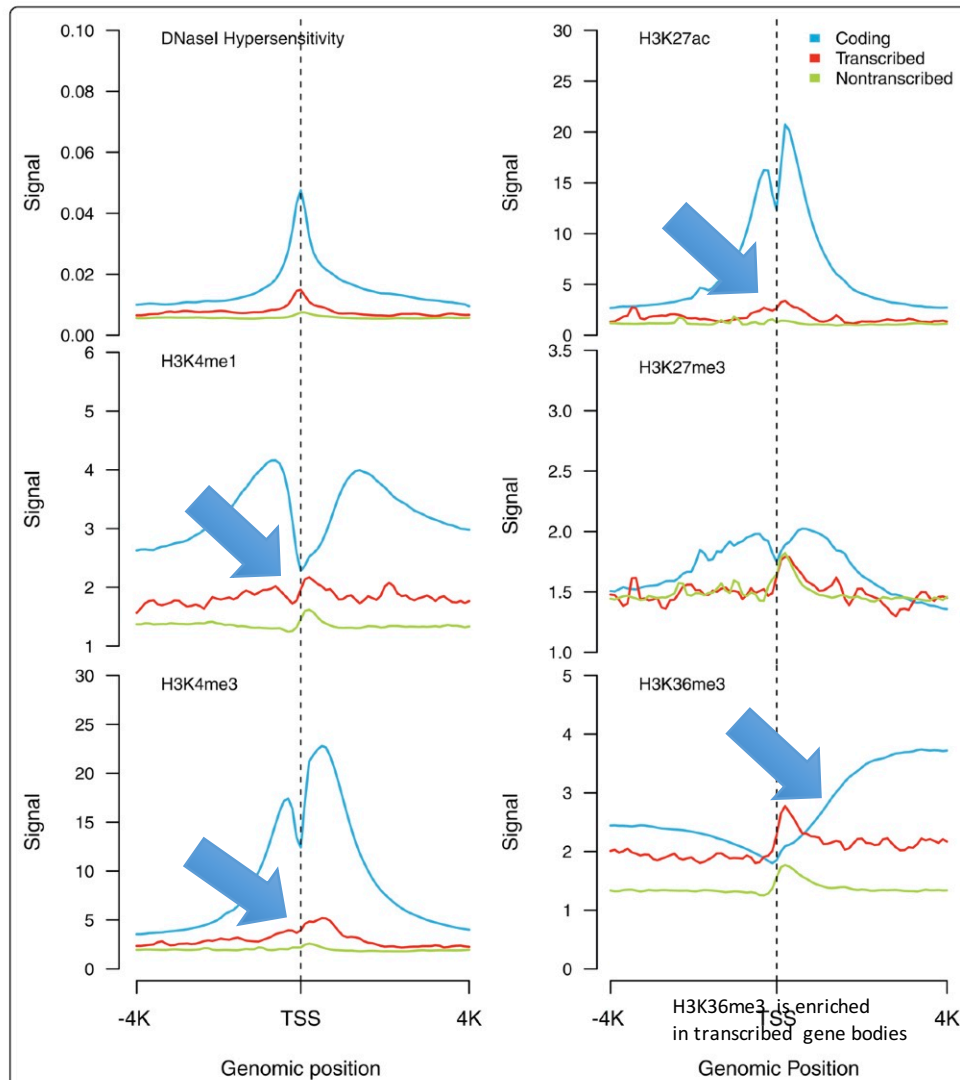 DNaseI Hypersensitivity
0.10
0.08
0.06
0.04
0.02
0.00
Signal
H3K27ac
Coding
Transcribed
Nontranscribed
30
25
20
15
10
5
0
Signal
H3K4me1
6
5
4
3
2
1
Signal
H3K27me3
3.5
3.0
2.5
2.0
1.5
1.0
Signal
H3K4me3
30
25
20
15
10
5
0
Signal
H3K36me3
5
4
3
2
1
0
Signal
-4K TSS 4K
Genomic position
-4K TSS 4K
H3K36me3 is enriched
in transcribed gene bodies
Genomic Position